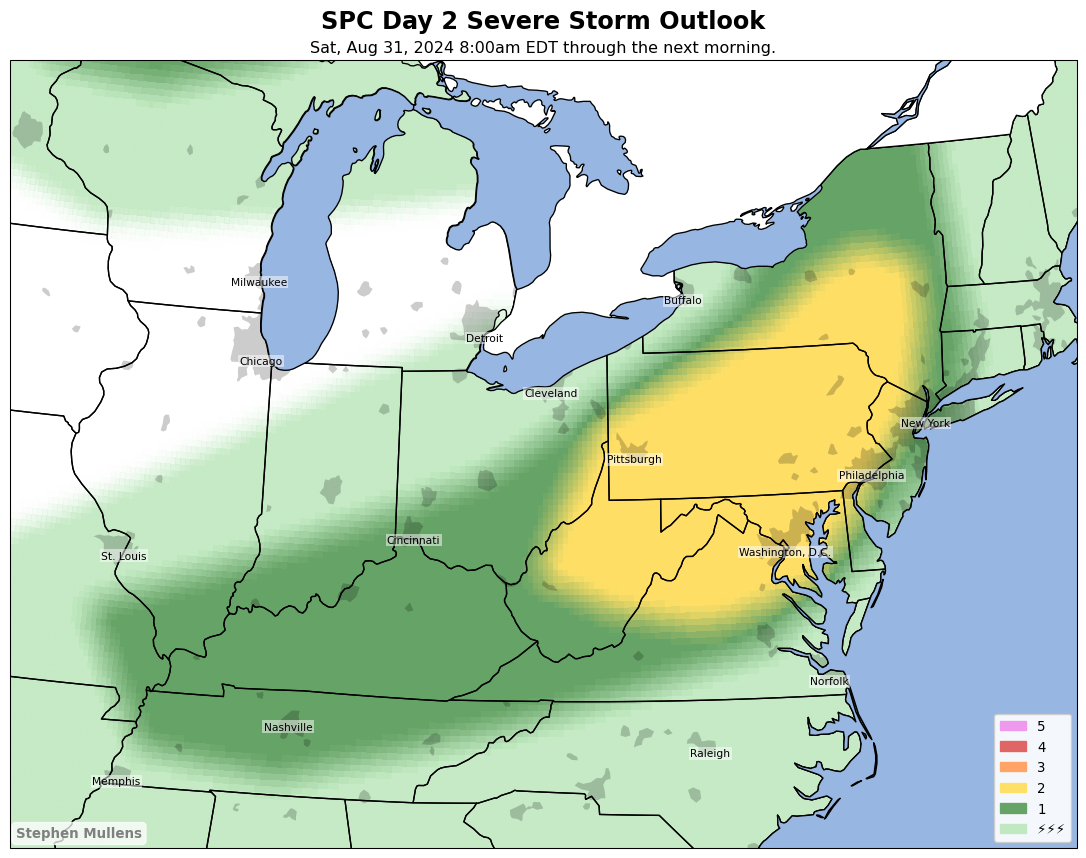 SPC Day 2 Severe Storm Outlook
Sat, Aug 31, 2024 8:00am EDT through the next morning.
Milwaukee
Buffalo
Detroit
Chicago
Cleveland
New York
Pittsburgh
Philadelphia
Cincinnati
Washington, D.C.
St. Louis
Norfolk
Nashville
Raleigh
Memphis
5
4
3
2
1
⚡⚡⚡
Stephen Mullens